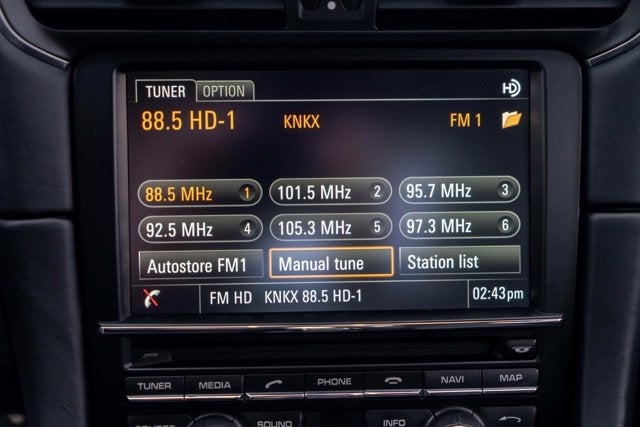 TUNER OPTION HD
88.5 HD-1 KNKX FM 1
88.5 MHz 1 101.5 MHz 2 95.7 MHz 3
92.5 MHz 4 105.3 MHz 5 97.3 MHz 6
Autostore FM1 Manual tune Station list
FM HD KNKX 88.5 HD-1 02:43pm
TUNER MEDIA PHONE NAVI MAP
SOURCE SOUND INFO